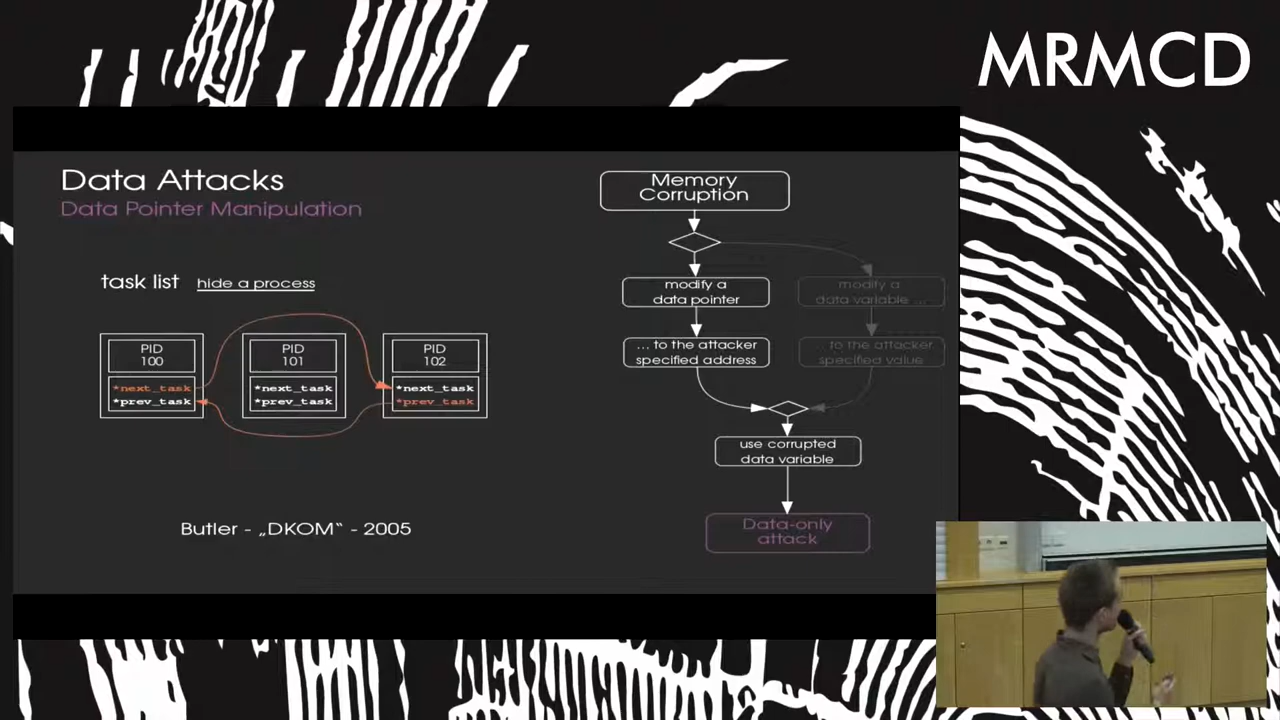 MRMCD
Data Attacks
Data Pointer Manipulation
task list hide a process
PID
100
*next_task
*prev_task
PID
101
*next_task
*prev_task
PID
102
*next_task
*prev_task
Butler - „DKOM“ - 2005
Memory
Corruption
modify a
data pointer
modify a
data variable ...
... to the attacker
specified address
... to the attacker
specified value
use corrupted
data variable
Data-only
attack